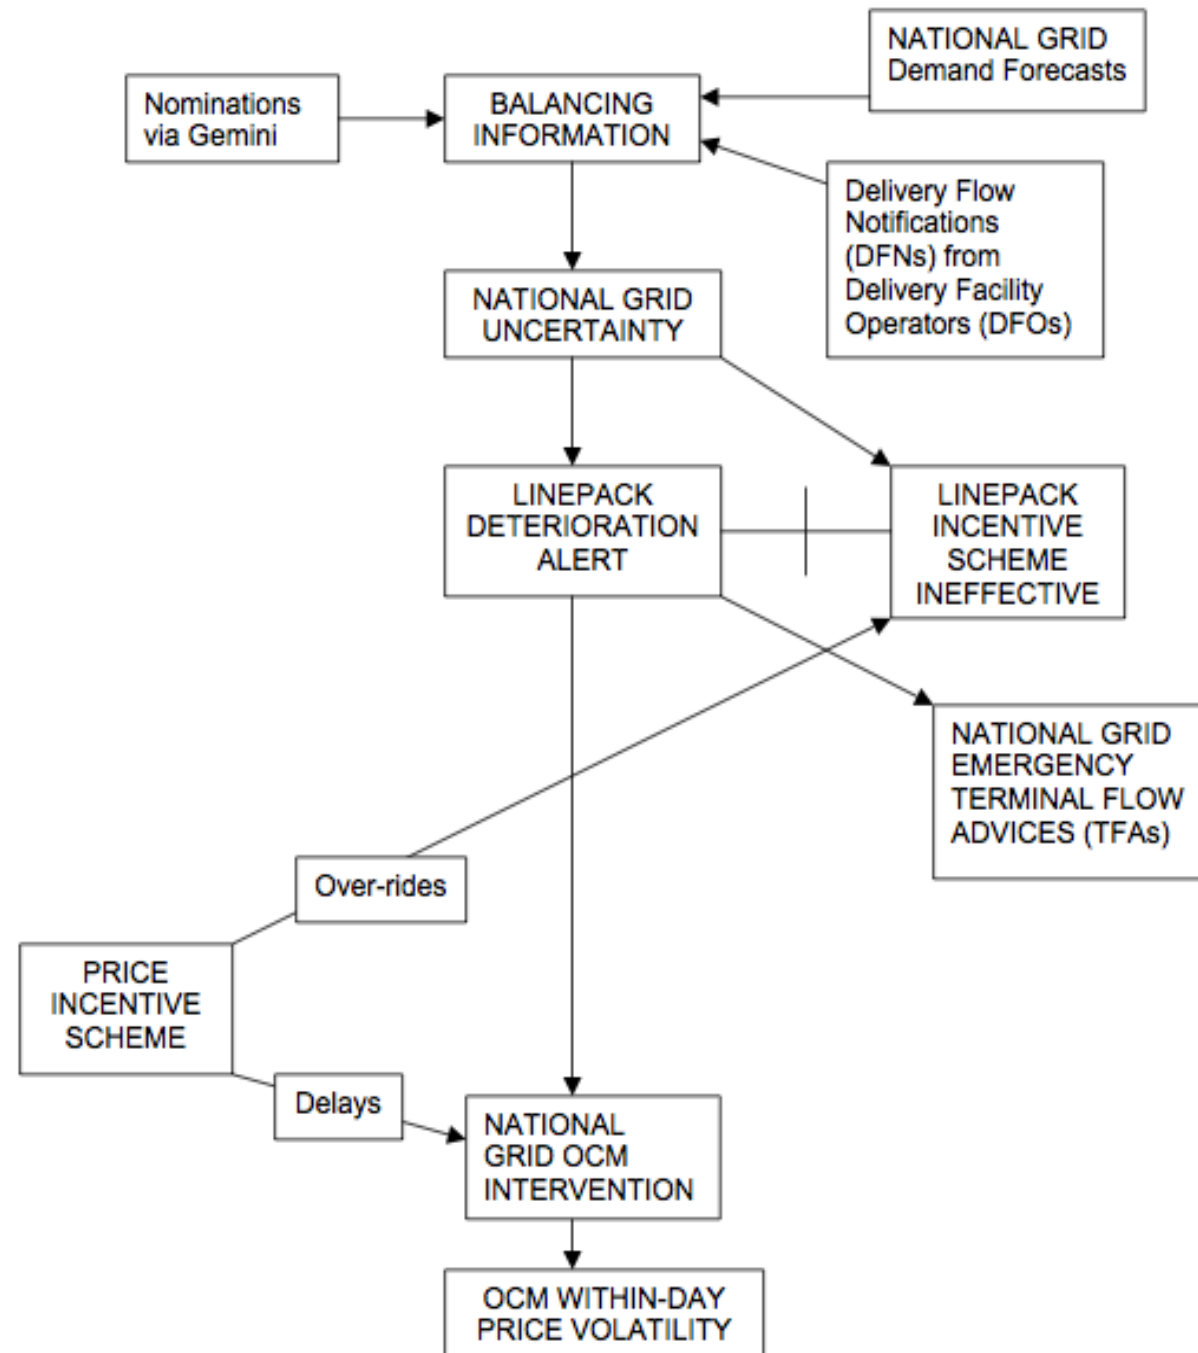 NATIONAL GRID
Demand Forecasts
Nominations
via Gemini
BALANCING
INFORMATION
Delivery Flow
Notifications
(DFNs) from
Delivery Facility
Operators (DFOs)
NATIONAL GRID
UNCERTAINTY
LINEPACK
DETERIORATION
ALERT
LINEPACK
INCENTIVE
SCHEME
INEFFECTIVE
NATIONAL GRID
EMERGENCY
TERMINAL FLOW
ADVICES (TFAs)
Over-rides
PRICE
INCENTIVE
SCHEME
Delays
NATIONAL
GRID OCM
INTERVENTION
OCM WITHIN-DAY
PRICE VOLATILITY